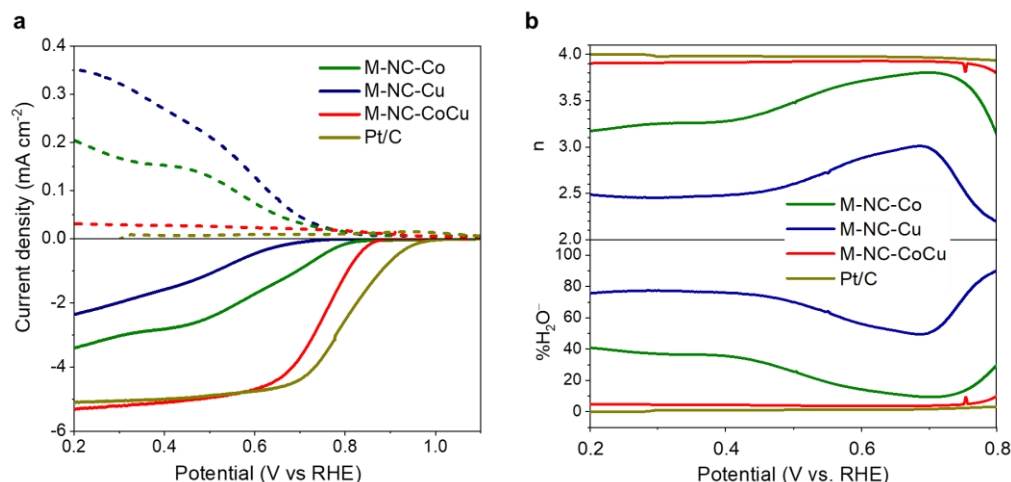 a
0.4
0.3
0.2
0.1
0.0
-2
-4
-6
Current density (mA cm⁻²)
M-NC-Co
M-NC-Cu
M-NC-CoCu
Pt/C
0.2
0.4
0.6
0.8
1.0
Potential (V vs RHE)
b
4.0
3.5
3.0
2.5
2.0
n
100
80
60
40
20
0
%H₂O⁻
M-NC-Co
M-NC-Cu
M-NC-CoCu
Pt/C
0.2
0.4
0.6
0.8
Potential (V vs. RHE)